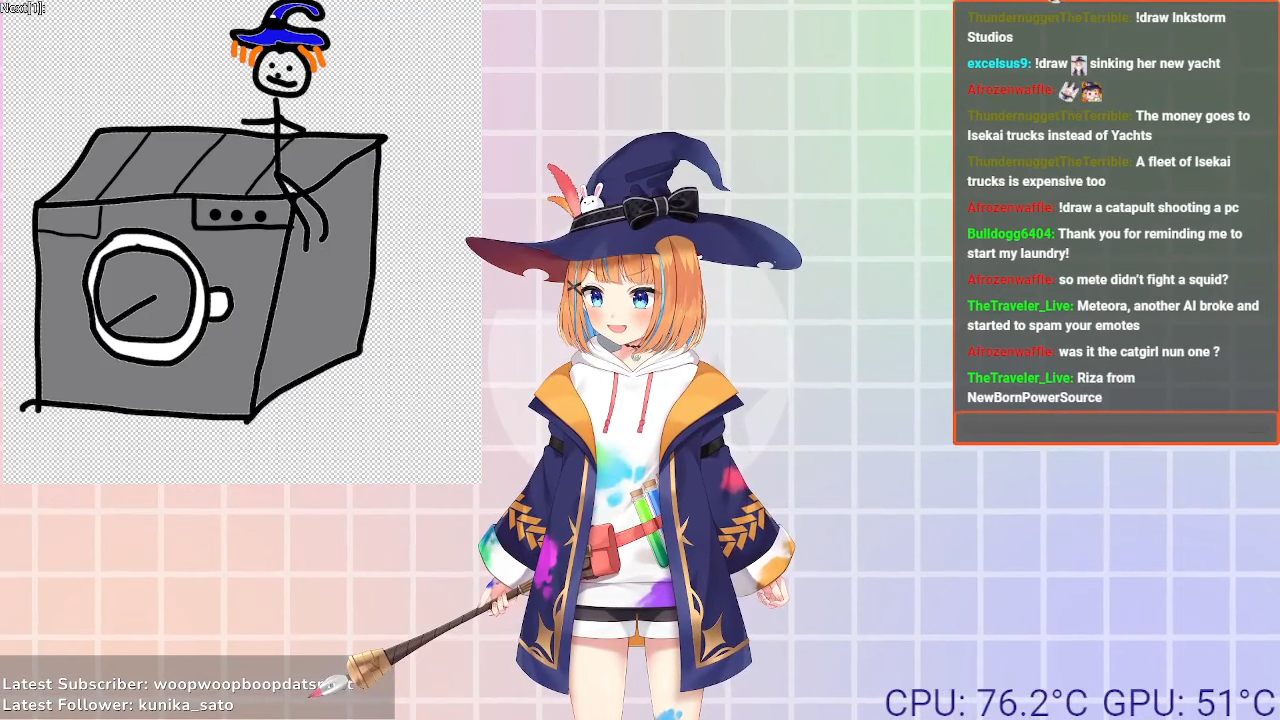 Next[1]:
ThundernuggetTheTerrible: !draw Inkstorm
Studios
excelsus9: !draw sinking her new yacht
Afrozenwaffle:
ThundernuggetTheTerrible: The money goes to
Isekai trucks instead of Yachts
ThundernuggetTheTerrible: A fleet of Isekai
trucks is expensive too
Afrozenwaffle: !draw a catapult shooting a pc
Bulldogg6404: Thank you for reminding me to
start my laundry!
Afrozenwaffle: so mete didn't fight a squid?
TheTraveler_Live: Meteora, another AI broke and
started to spam your emotes
Afrozenwaffle: was it the catgirl nun one ?
TheTraveler_Live: Riza from
NewBornPowerSource
Latest Subscriber:
Latest Follower: kunika_sato
CPU: 76.2°C GPU: 51°C